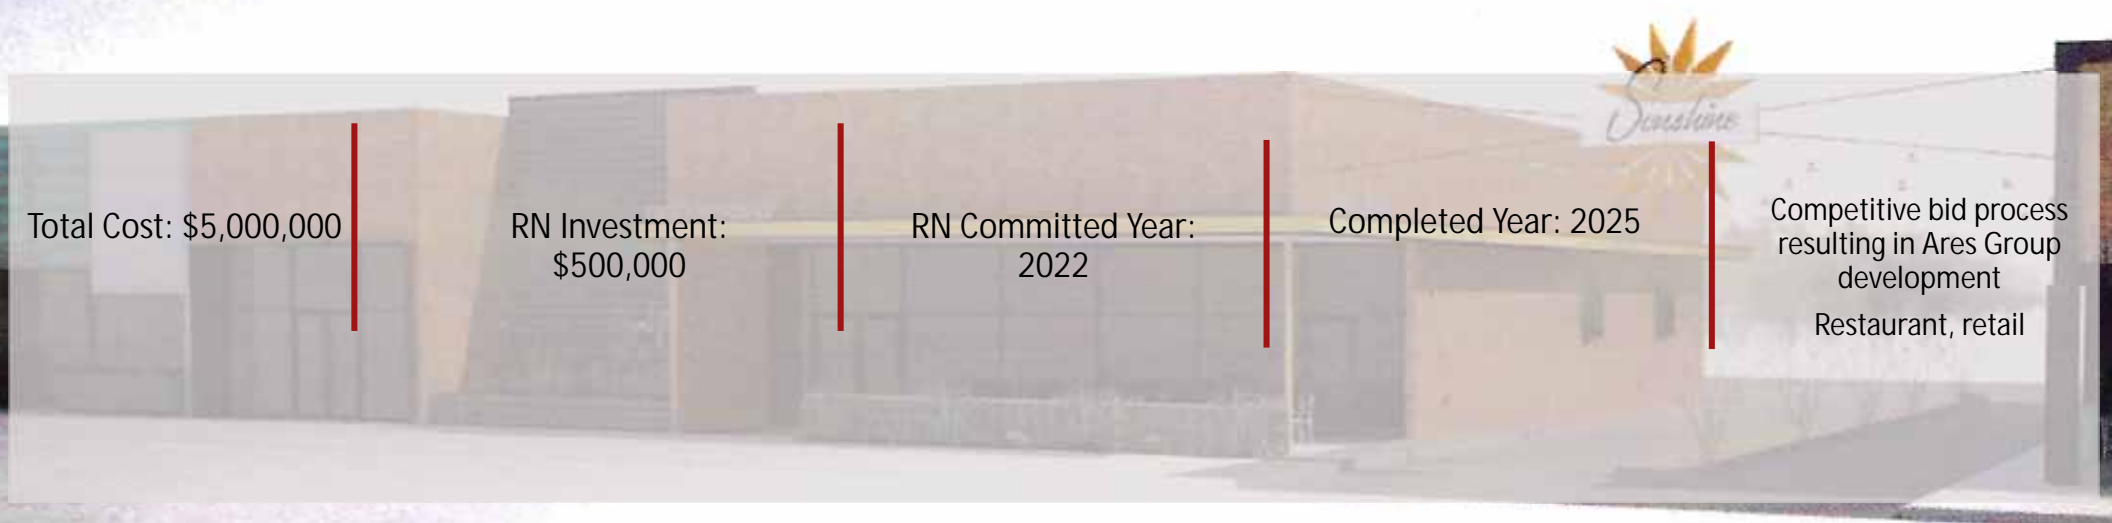 Sunshine
Total Cost: $5,000,000
RN Investment:
$500,000
RN Committed Year:
2022
Completed Year: 2025
Competitive bid process
resulting in Ares Group
development
Restaurant, retail